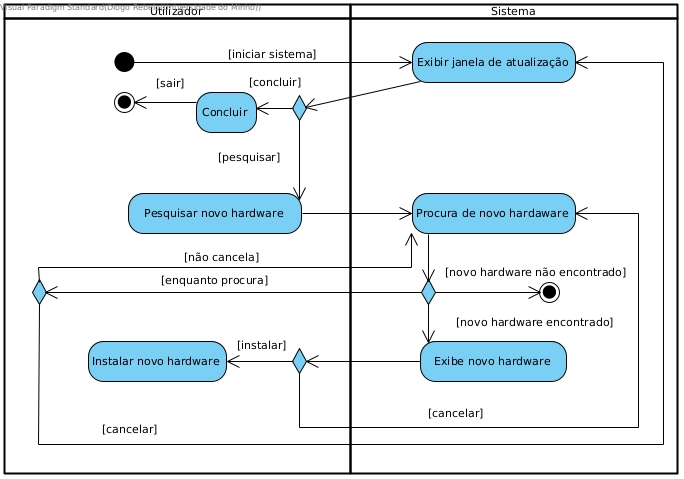 Visual Paradigm Standard(Diogo Rebelo(Universidade do Minho))
Utilizador
Sistema
[iniciar sistema]
Exibir janela de atualização
[sair]
[concluir]
Concluir
[pesquisar]
Pesquisar novo hardware
Procura de novo hardaware
[não cancela]
[enquanto procura]
[novo hardware não encontrado]
[novo hardware encontrado]
[instalar]
Instalar novo hardware
Exibe novo hardware
[cancelar]
[cancelar]